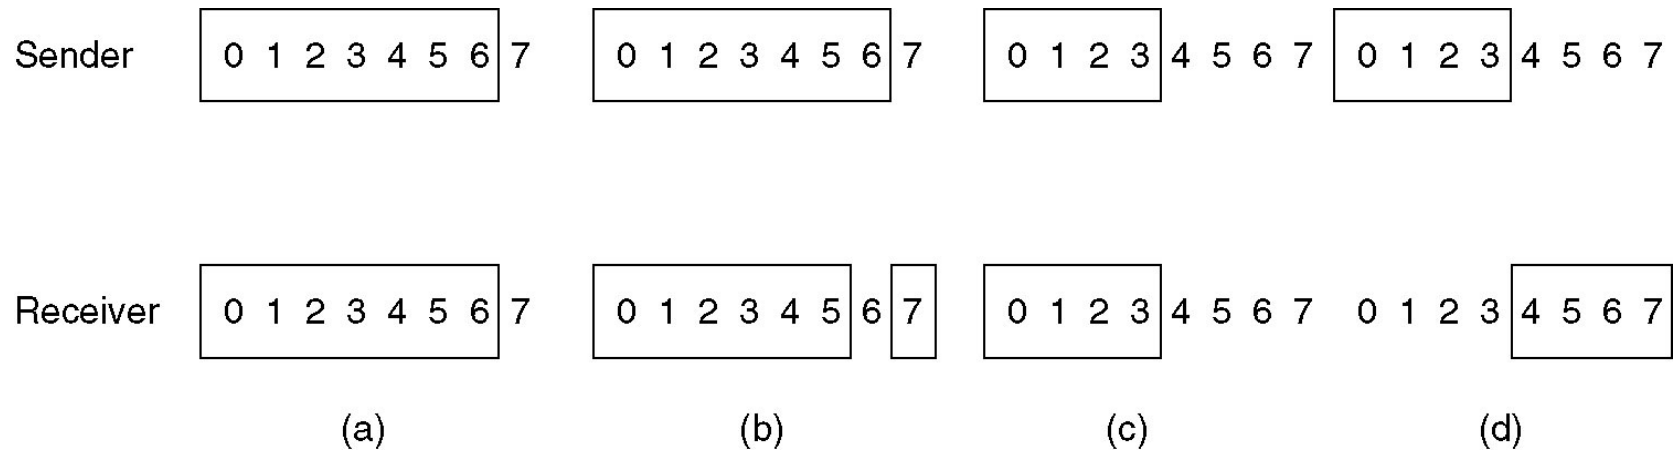 Sender 0 1 2 3 4 5 6 7 0 1 2 3 4 5 6 7 0 1 2 3 4 5 6 7 0 1 2 3 4 5 6 7
Receiver 0 1 2 3 4 5 6 7 0 1 2 3 4 5 6 7 0 1 2 3 4 5 6 7 0 1 2 3 4 5 6 7
(a) (b) (c) (d)